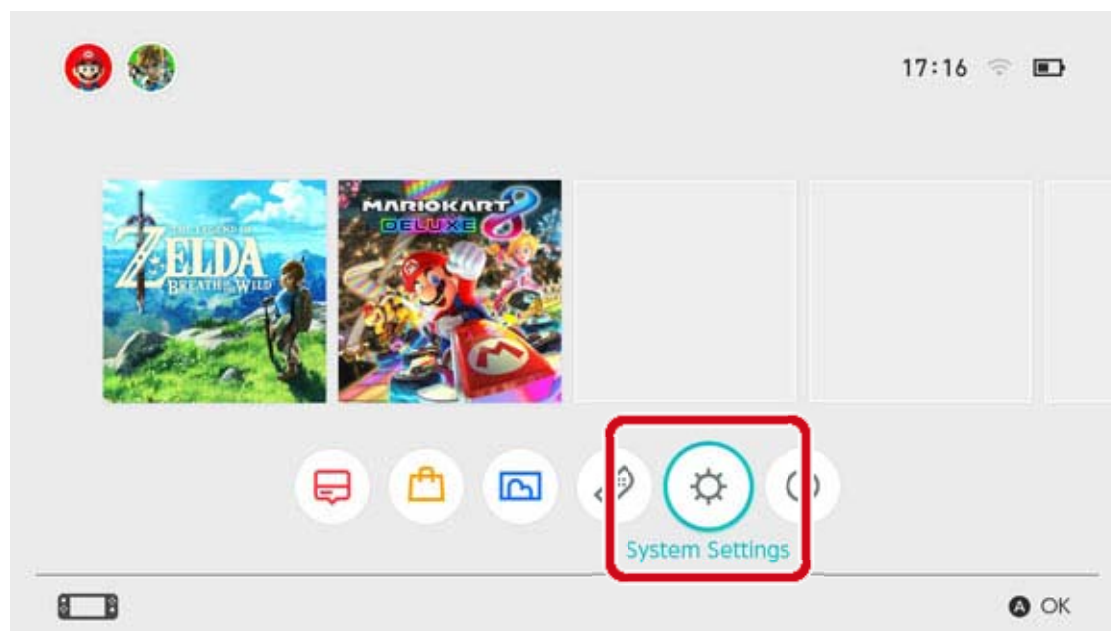 17:16
THE LEGEND OF
ZELDA
BREATH OF THE WILD
MARIOKART 8
DELUXE
M
System Settings
A OK